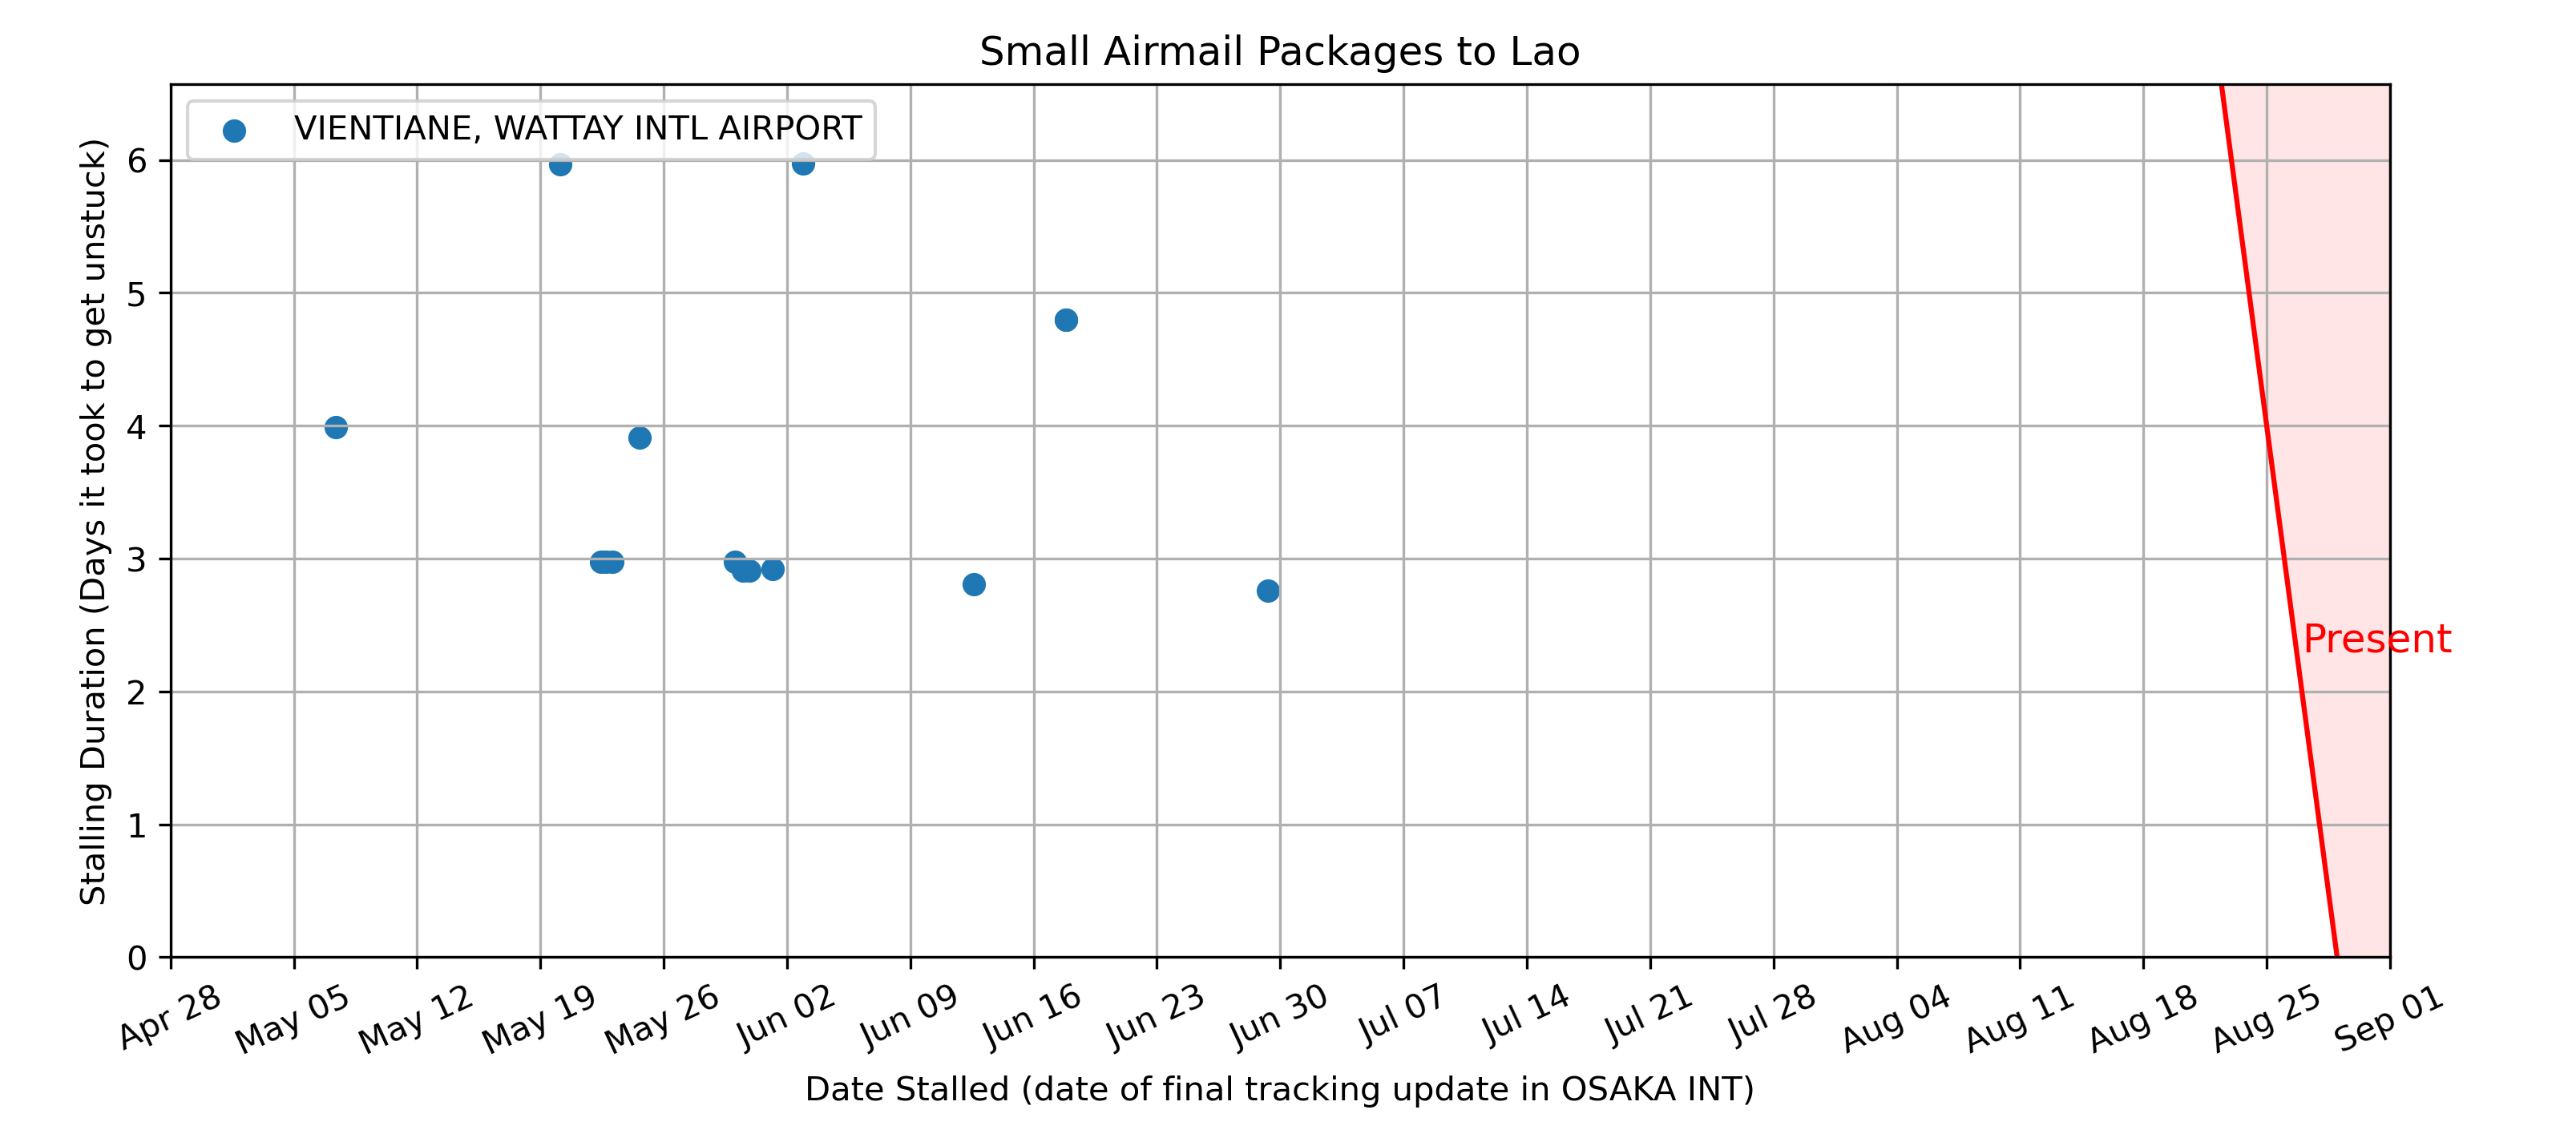 Small Airmail Packages to Lao
VIENTIANE, WATTAY INTL AIRPORT
Stalling Duration (Days it took to get unstuck)
6
5
4
3
2
1
0
Present
Apr 28
May 05
May 12
May 19
May 26
Jun 02
Jun 09
Jun 16
Jun 23
Jun 30
Jul 07
Jul 14
Jul 21
Jul 28
Aug 04
Aug 11
Aug 18
Aug 25
Sep 01
Date Stalled (date of final tracking update in OSAKA INT)